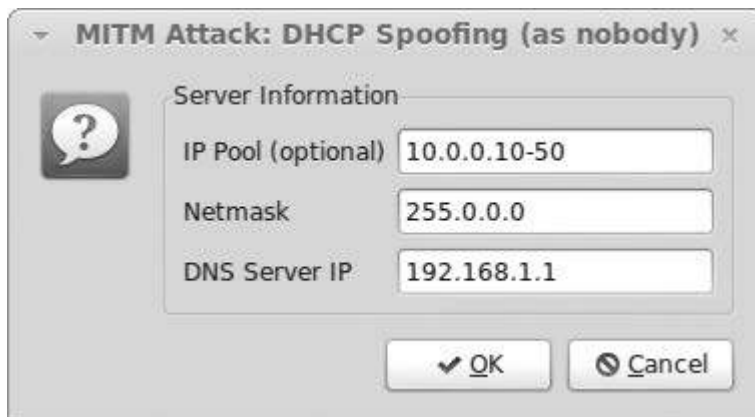 MITM Attack: DHCP Spoofing (as nobody)
Server Information
IP Pool (optional) 10.0.0.10-50
Netmask 255.0.0.0
DNS Server IP 192.168.1.1
OK Cancel